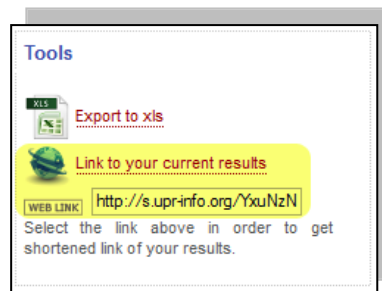 Tools
XLS
Export to xls
Link to your current results
WEB LINK http://s.upr-info.org/YxuNzN
Select the link above in order to get
shortened link of your results.